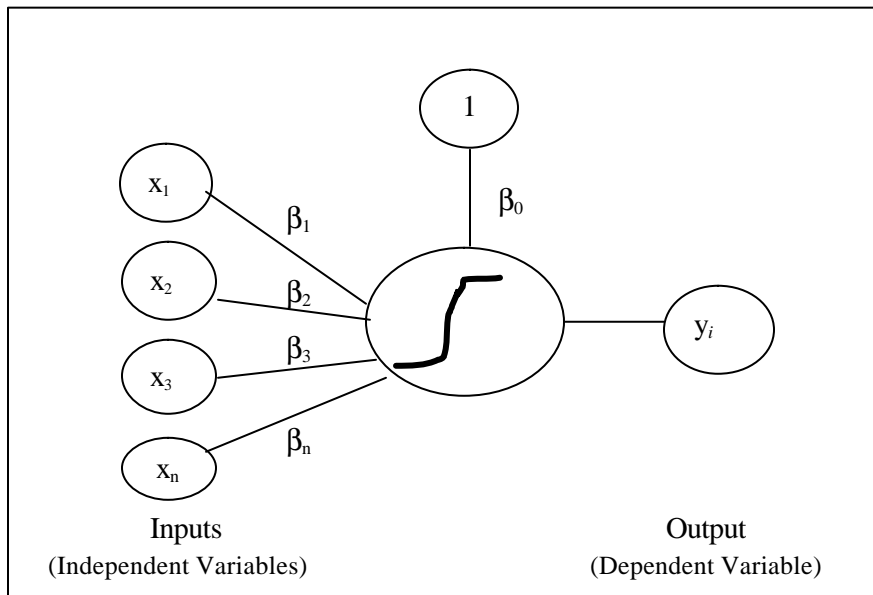 1
x₁
β₁
β₀
x₂
β₂
yᵢ
β₃
x₃
βₙ
xₙ
Inputs
Output
(Independent Variables)
(Dependent Variable)